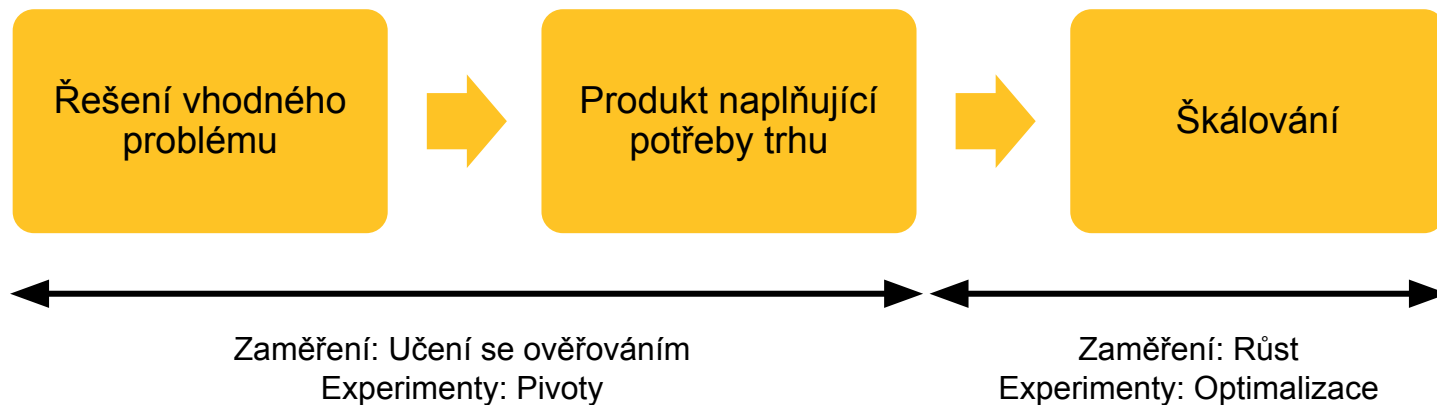 Řešení vhodného
problému
Produkt naplňující
potřeby trhu
Škálování
Zaměření: Učení se ověřováním
Experimenty: Pivoty
Zaměření: Růst
Experimenty: Optimalizace